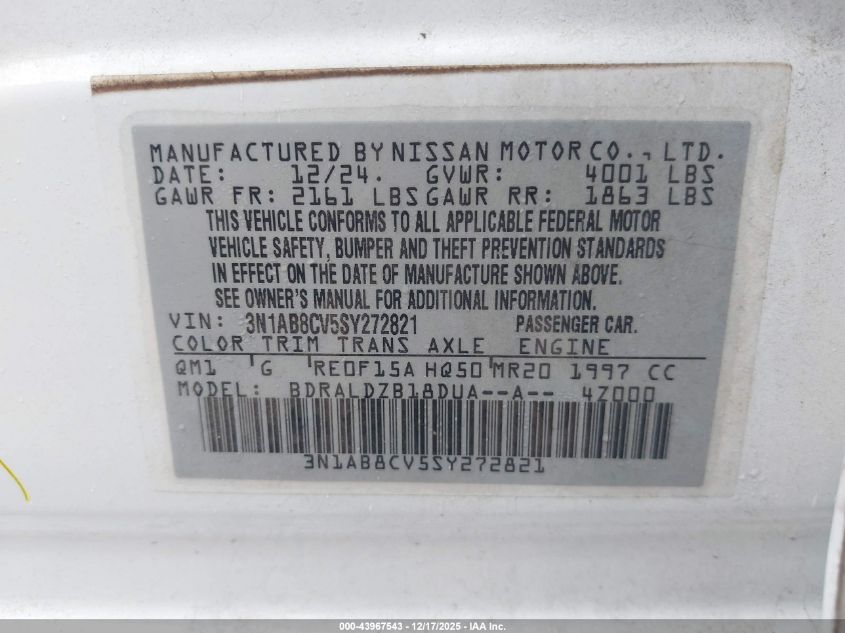 MANUFACTURED BY NISSAN MOTOR CO., LTD.
DATE: 12/24. GVWR: 4001 LBS
GAWR FR: 2161 LBS GAWR RR: 1863 LBS
THIS VEHICLE CONFORMS TO ALL APPLICABLE FEDERAL MOTOR
VEHICLE SAFETY, BUMPER AND THEFT PREVENTION STANDARDS
IN EFFECT ON THE DATE OF MANUFACTURE SHOWN ABOVE.
SEE OWNER'S MANUAL FOR ADDITIONAL INFORMATION.
VIN: 3N1AB8CV5SY272821 PASSENGER CAR.
COLOR TRIM TRANS AXLE ENGINE
QM1 'G 'RE0F15A HQ50'MR20 1997 CC
MODEL: BDRALDZB18DUA--A-- 47000
3N1AB8CV5SY272821
000-43967543 / 12/17/2025 - IAA Inc.